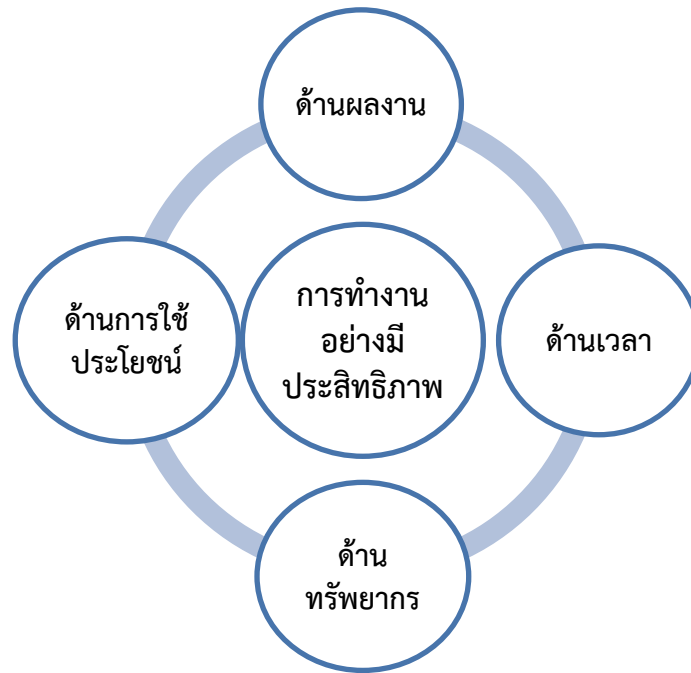 ด้านผลงาน
ด้านการใช้
ประโยชน์
การทำงาน
อย่างมี
ประสิทธิภาพ
ด้านเวลา
ด้าน
ทรัพยากร